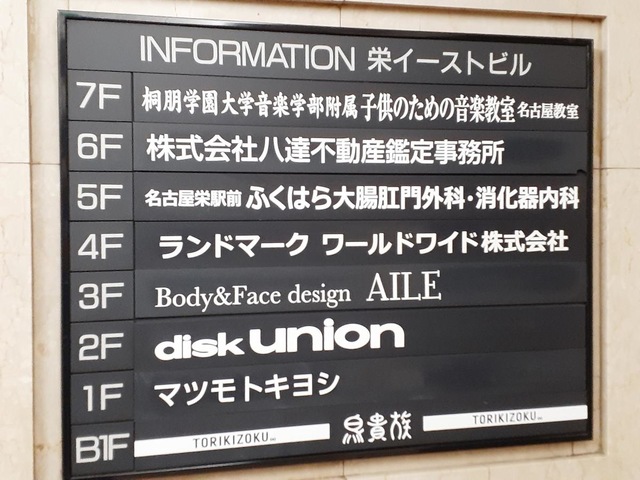 INFORMATION 栄イーストビル
7F 桐朋学園大学音楽学部附属 子供のための音楽教室 名古屋教室
6F 株式会社八達不動産鑑定事務所
5F 名古屋栄駅前 ふくはら大腸肛門外科・消化器内科
4F ランドマーク ワールドワイド株式会社
3F Body&Face design AILE
2F disk union
1F マツモトキヨシ
B1F TORIKIZOKU 鳥貴族 TORIKIZOKU